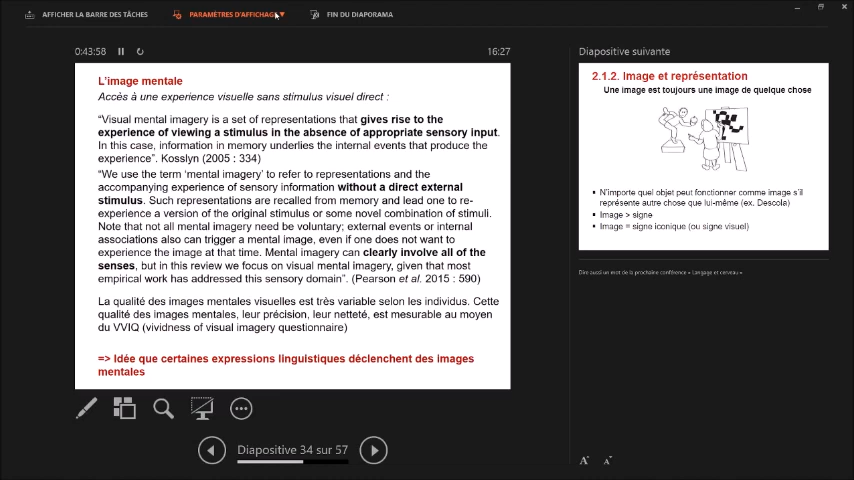 AFFICHER LA BARRE DES TÂCHES
PARAMÈTRES D'AFFICHAGE
FIN DU DIAPORAMA
0:43:58
16:27
L'image mentale
Accès à une experience visuelle sans stimulus visuel direct :
“Visual mental imagery is a set of representations that gives rise to the
experience of viewing a stimulus in the absence of appropriate sensory input.
In this case, information in memory underlies the internal events that produce the
experience”. Kosslyn (2005 : 334)
“We use the term ‘mental imagery’ to refer to representations and the
accompanying experience of sensory information without a direct external
stimulus. Such representations are recalled from memory and lead one to re-
experience a version of the original stimulus or some novel combination of stimuli.
Note that not all mental imagery need be voluntary; external events or internal
associations also can trigger a mental image, even if one does not want to
experience the image at that time. Mental imagery can clearly involve all of the
senses, but in this review we focus on visual mental imagery, given that most
empirical work has addressed this sensory domain”. (Pearson et al. 2015 : 590)
La qualité des images mentales visuelles est très variable selon les individus. Cette
qualité des images mentales, leur précision, leur netteté, est mesurable au moyen
du VVIQ (vividness of visual imagery questionnaire)
=> Idée que certaines expressions linguistiques déclenchent des images
mentales
Diapositive 34 sur 57
Diapositive suivante
2.1.2. Image et représentation
Une image est toujours une image de quelque chose
▪ N'importe quel objet peut fonctionner comme image s'il
représente autre chose que lui-même (ex. Descola)
▪ Image > signe
▪ Image = signe iconique (ou signe visuel)
Dire aussi un mot de la prochaine conférence « Langage et cerveau »
A A